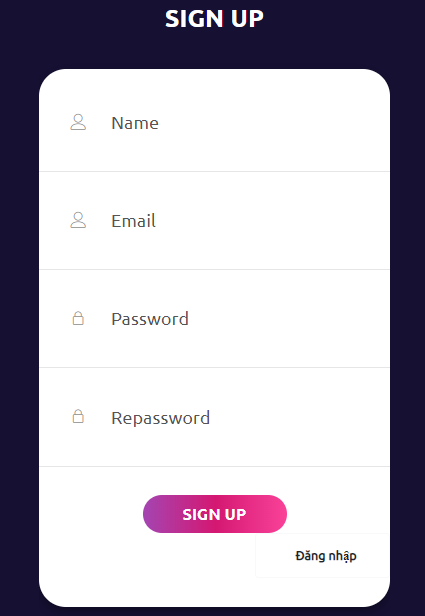 SIGN UP
Name
Email
Password
Repassword
SIGN UP
Đăng nhập